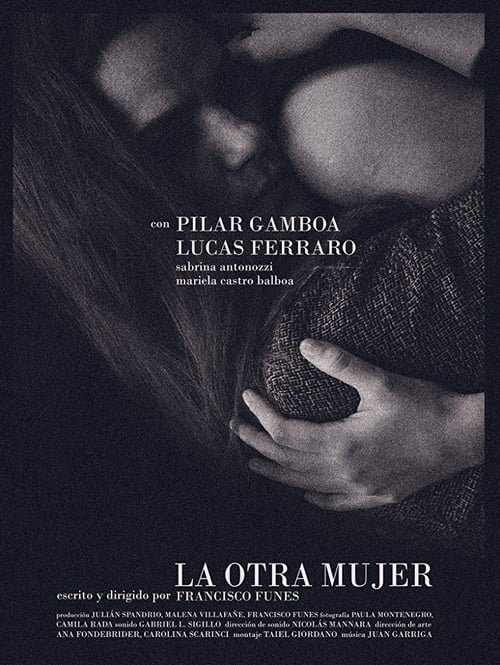 con PILAR GAMBOA
LUCAS FERRARO
sabrina antonozzi
mariela castro balboa
LA OTRA MUJER
escrito y dirigido por FRANCISCO FUNES
producción JULIÁN SPANDRIO, MALENA VILLAFAÑE, FRANCISCO FUNES fotografía PAULA MONTENEGRO,
CAMILA RADA sonido GABRIEL L. SIGILLO dirección de sonido NICOLÁS MANNARA dirección de arte
ANA FONDEBRIDER, CAROLINA SCARINCI montaje TAIEL GIORDANO música JUAN GARRIGA